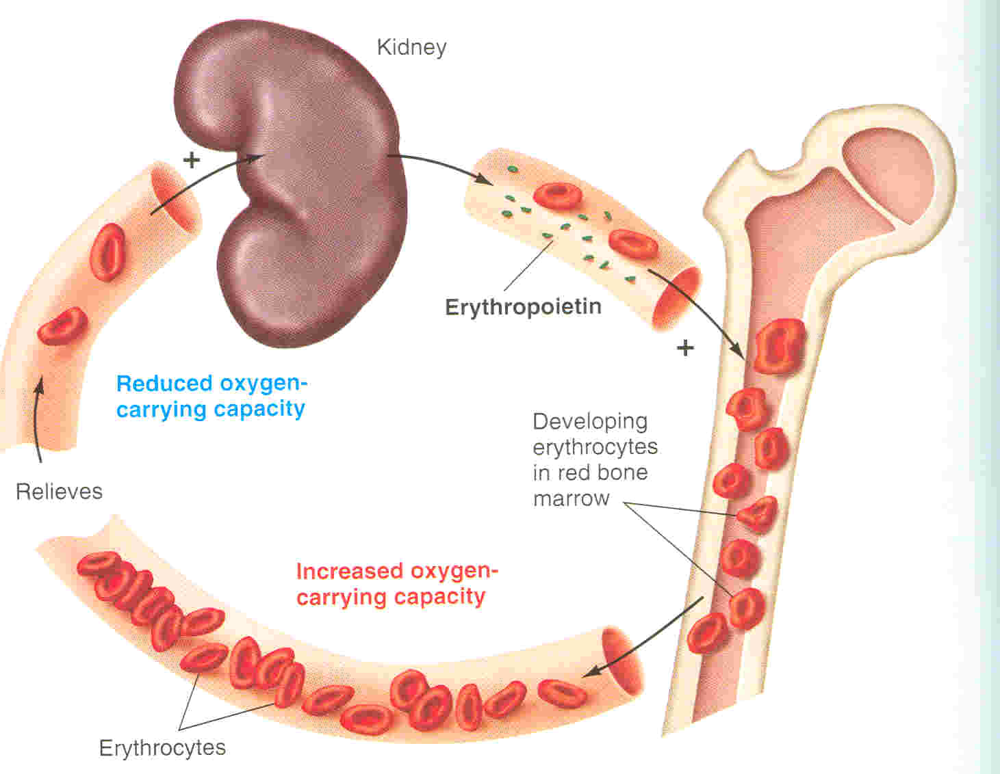 Kidney
+
Erythropoietin
+
Reduced oxygen-
carrying capacity
Developing
erythrocytes
in red bone
marrow
Relieves
Increased oxygen-
carrying capacity
Erythrocytes